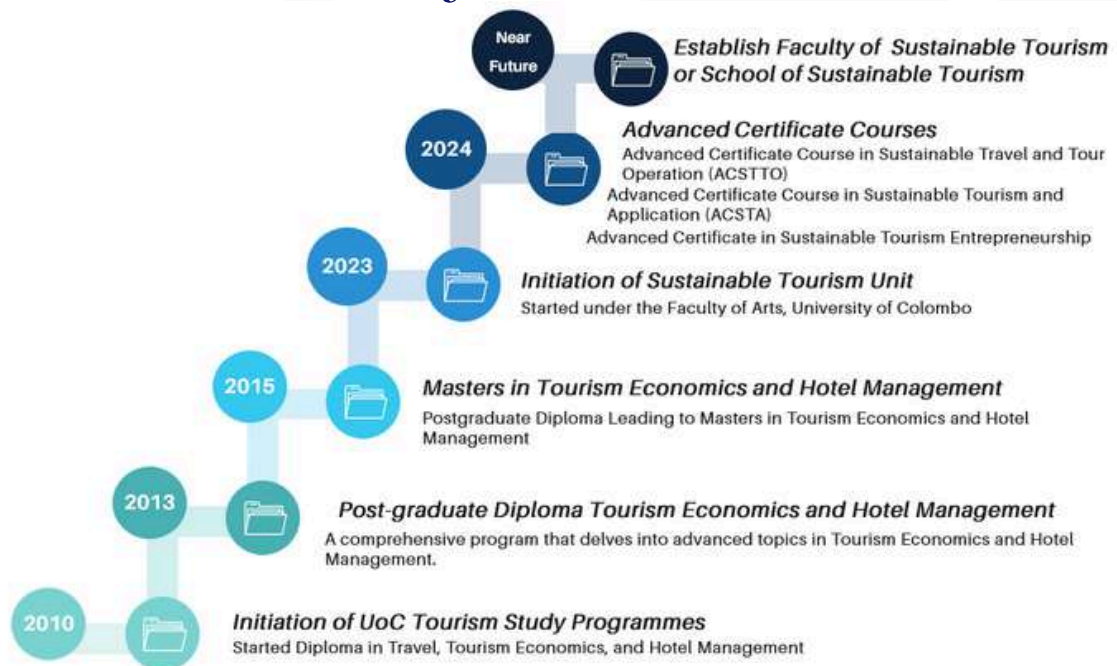 Near
Future
Establish Faculty of Sustainable Tourism
or School of Sustainable Tourism
2024
Advanced Certificate Courses
Advanced Certificate Course in Sustainable Travel and Tour
Operation (ACSTTO)
Advanced Certificate Course in Sustainable Tourism and
Application (ACSTA)
Advanced Certificate in Sustainable Tourism Entrepreneurship
2023
Initiation of Sustainable Tourism Unit
Started under the Faculty of Arts, University of Colombo
2015
Masters in Tourism Economics and Hotel Management
Postgraduate Diploma Leading to Masters in Tourism Economics and Hotel
Management
2013
Post-graduate Diploma Tourism Economics and Hotel Management
A comprehensive program that delves into advanced topics in Tourism Economics and Hotel
Management.
2010
Initiation of UoC Tourism Study Programmes
Started Diploma in Travel, Tourism Economics, and Hotel Management